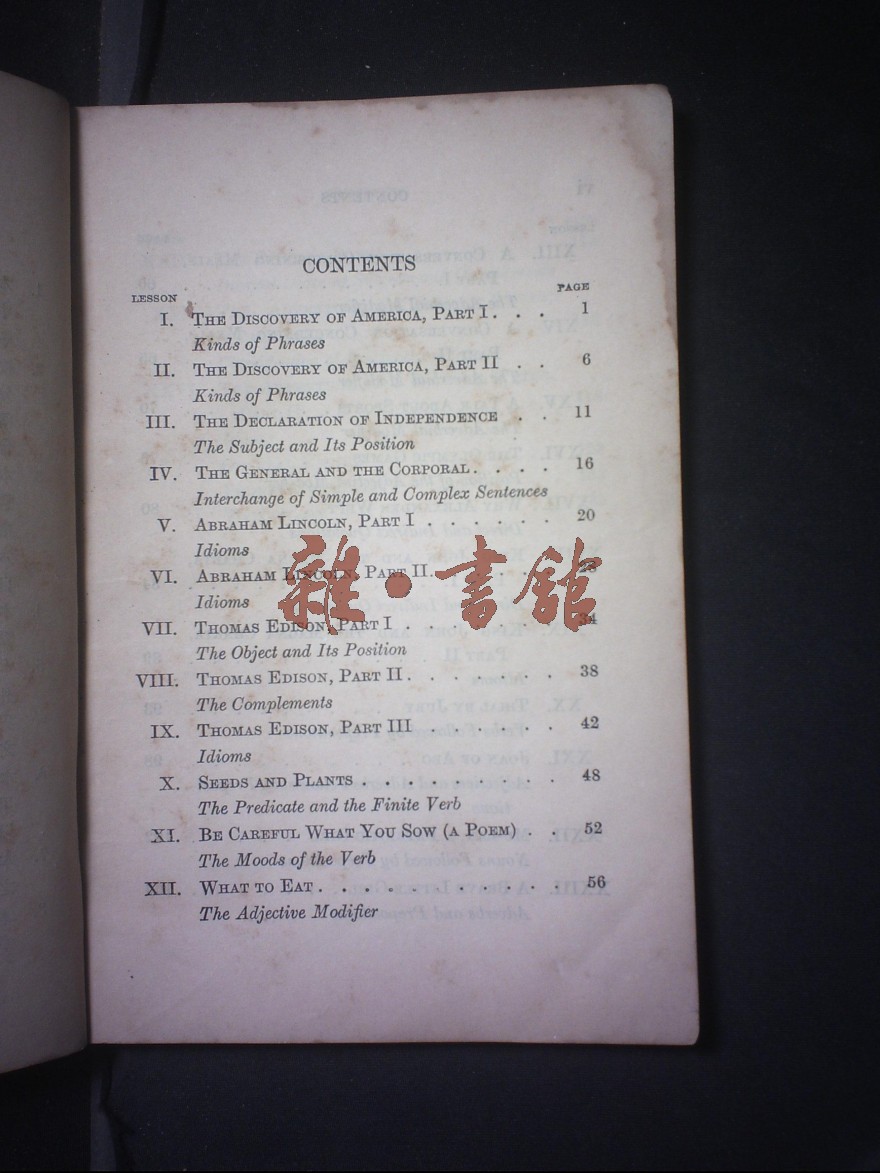 CONTENTS
LESSON PAGE
I. THE DISCOVERY OF AMERICA, PART I . . . 1
Kinds of Phrases
II. THE DISCOVERY OF AMERICA, PART II . . 6
Kinds of Phrases
III. THE DECLARATION OF INDEPENDENCE . . 11
The Subject and Its Position
IV. THE GENERAL AND THE CORPORAL . . . . 16
Interchange of Simple and Complex Sentences
V. ABRAHAM LINCOLN, PART I . . . . . . 20
Idioms
VI. ABRAHAM LINCOLN, PART II . . . . . .
Idioms
雜·書館
VII. THOMAS EDISON, PART I . . . . . . . 34
The Object and Its Position
VIII. THOMAS EDISON, PART II . . . . . . . 38
The Complements
IX. THOMAS EDISON, PART III . . . . . . 42
Idioms
X. SEEDS AND PLANTS . . . . . . . . . 48
The Predicate and the Finite Verb
XI. BE CAREFUL WHAT YOU SOW (A POEM) . . 52
The Moods of the Verb
XII. WHAT TO EAT . . . . . . . . . . . 56
The Adjective Modifier